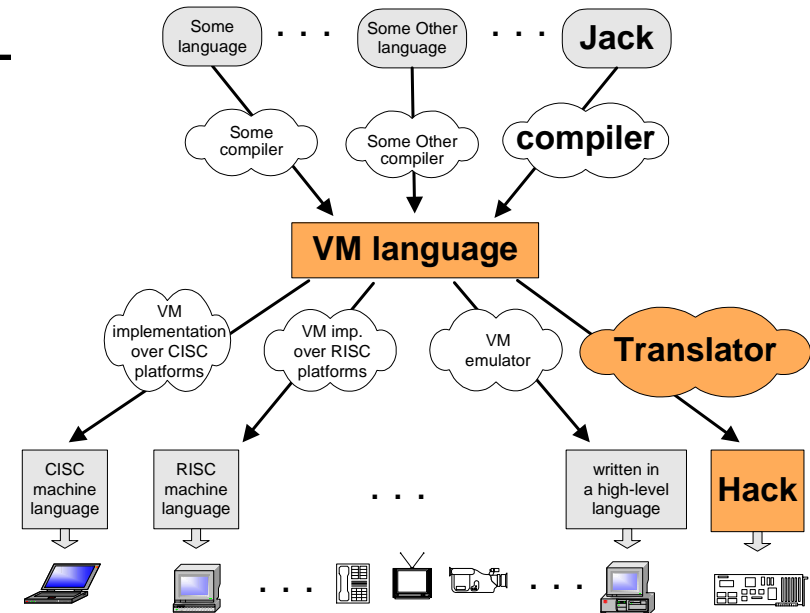 Some
language
. . .
Some Other
language
. . .
Jack
Some
compiler
Some Other
compiler
compiler
VM language
VM
implementation
over CISC
platforms
VM imp.
over RISC
platforms
VM
emulator
Translator
CISC
machine
language
RISC
machine
language
. . .
written in
a high-level
language
Hack
. . .
. . .